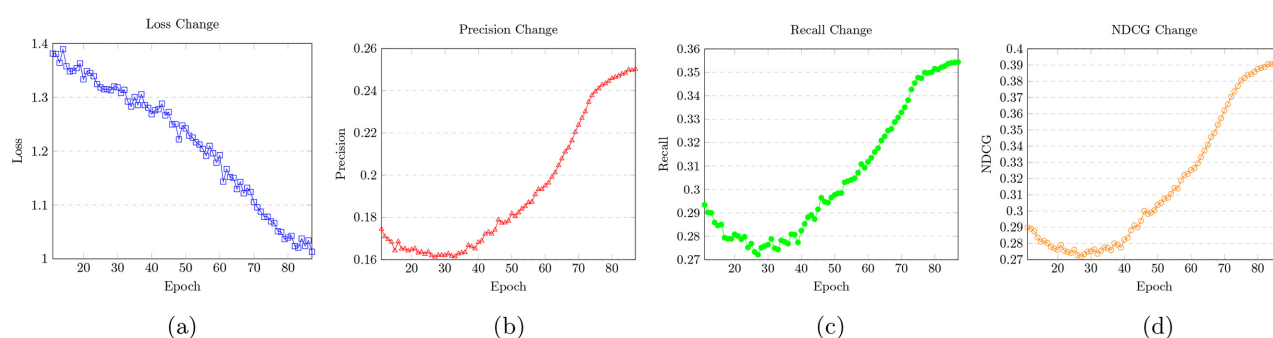 Loss Change
1.4
1.3
1.2
1.1
1
Loss
20 30 40 50 60 70 80
Epoch
(a)
Precision Change
0.26
0.24
0.22
0.2
0.18
0.16
Precision
20 30 40 50 60 70 80
Epoch
(b)
Recall Change
0.36
0.35
0.34
0.33
0.32
0.31
0.3
0.29
0.28
0.27
Recall
20 30 40 50 60 70 80
Epoch
(c)
NDCG Change
0.4
0.39
0.38
0.37
0.36
0.35
0.34
0.33
0.32
0.31
0.3
0.29
0.28
0.27
NDCG
20 30 40 50 60 70 80
Epoch
(d)